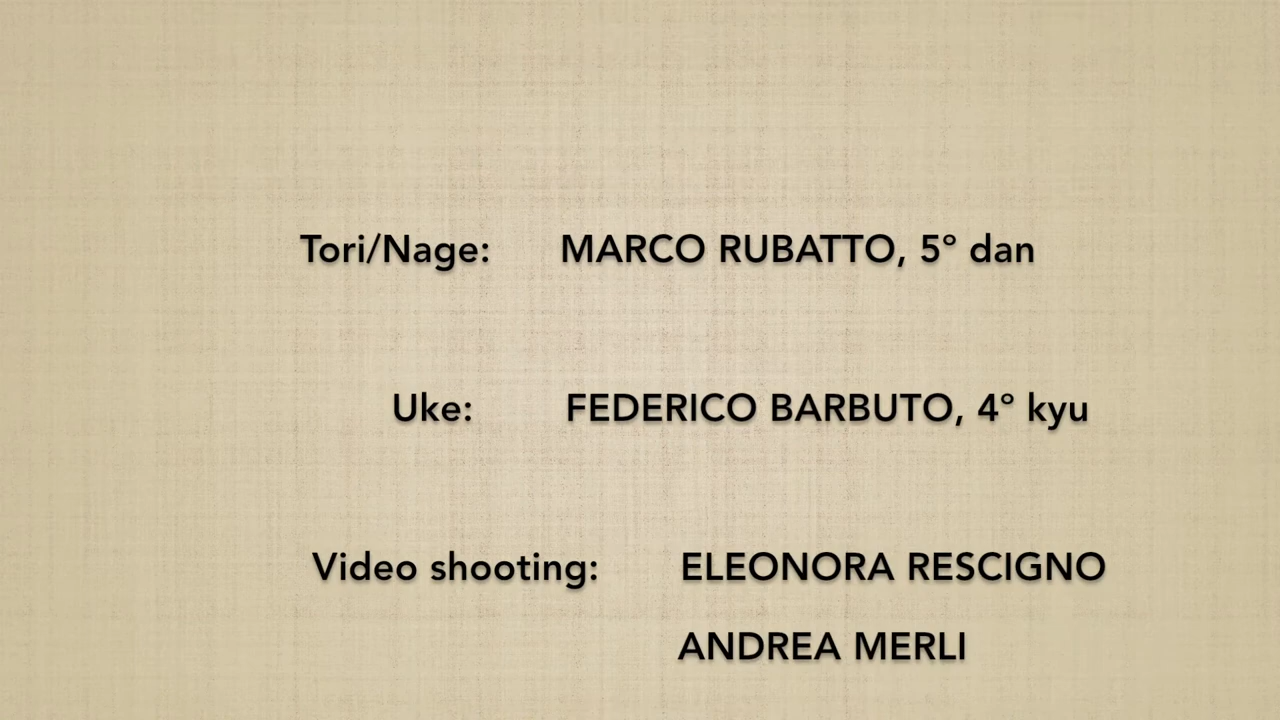 Tori/Nage: MARCO RUBATTO, 5° dan
Uke: FEDERICO BARBUTO, 4° kyu
Video shooting: ELEONORA RESCIGNO
ANDREA MERLI